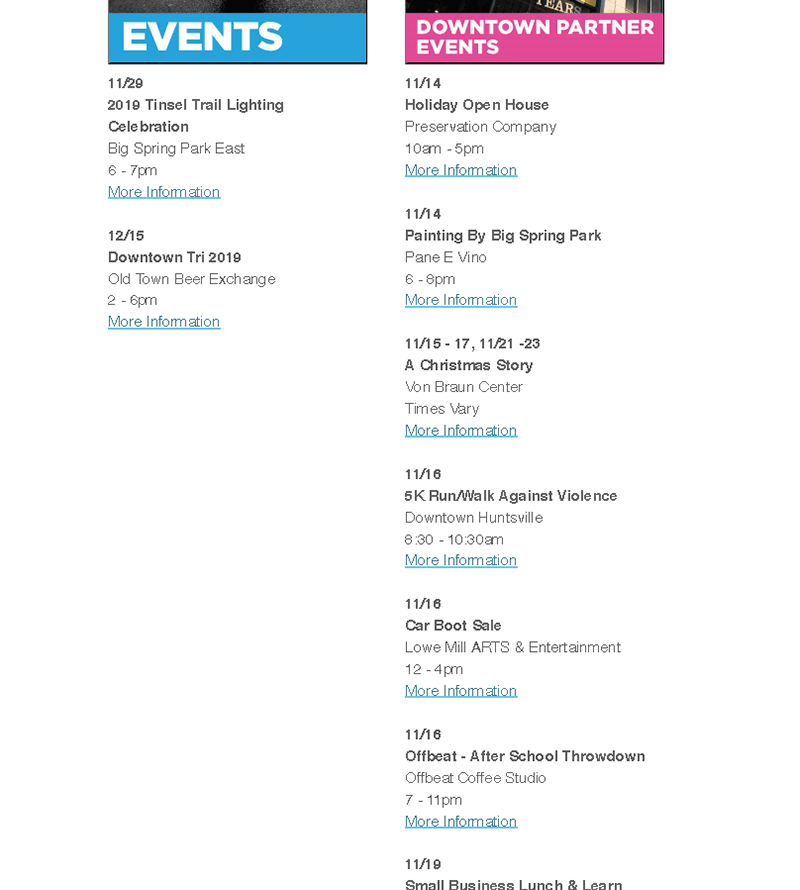 EVENTS
11/29
2019 Tinsel Trail Lighting
Celebration
Big Spring Park East
6 - 7pm
More Information
12/15
Downtown Tri 2019
Old Town Beer Exchange
2 - 6pm
More Information
YEARS
DOWNTOWN PARTNER
EVENTS
11/14
Holiday Open House
Preservation Company
10am - 5pm
More Information
11/14
Painting By Big Spring Park
Pane E Vino
6 - 8pm
More Information
11/15 - 17, 11/21 -23
A Christmas Story
Von Braun Center
Times Vary
More Information
11/16
5K Run/Walk Against Violence
Downtown Huntsville
8:30 - 10:30am
More Information
11/16
Car Boot Sale
Lowe Mill ARTS & Entertainment
12 - 4pm
More Information
11/16
Offbeat - After School Throwdown
Offbeat Coffee Studio
7 - 11pm
More Information
11/19
Small Business Lunch & Learn